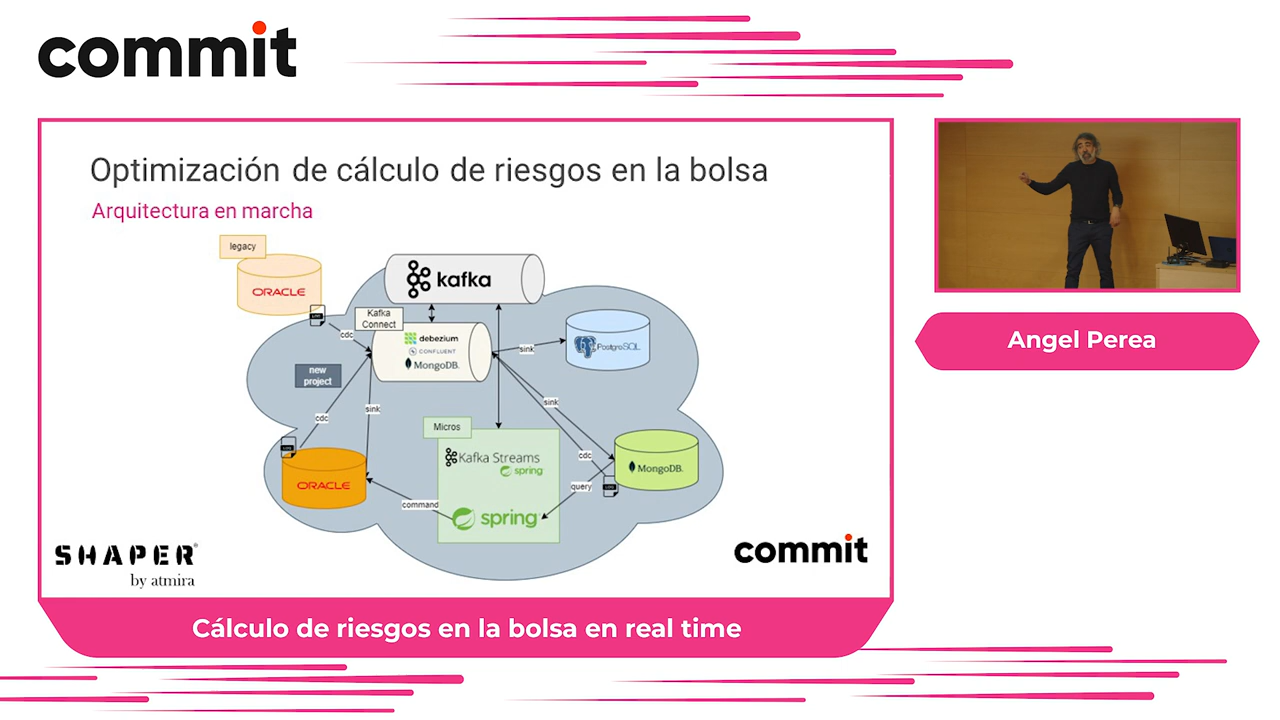 commit
Optimización de cálculo de riesgos en la bolsa
Arquitectura en marcha
legacy
ORACLE
kafka
Kafka
Connect
cdc
debezium
CONFLUENT
MongoDB.
sink
PostgreSQL
new
project
cdc
sink
sink
Micros
Kafka Streams
spring
cdc
MongoDB.
query
ORACLE
command
spring
SHAPER
by atmira
commit
Cálculo de riesgos en la bolsa en real time
Angel Perea